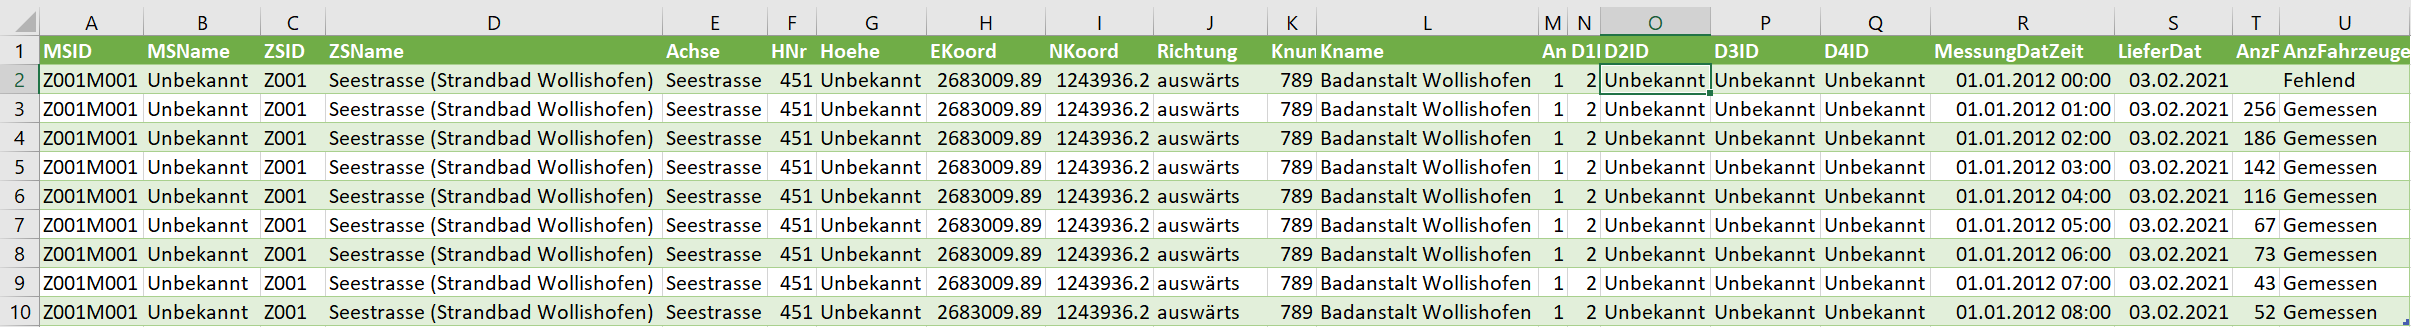 A B C D E F G H I J K L M N O P Q R S T U
1 MSID MSName ZSID ZSName Achse HNr Hoehe EKoord NKoord Richtung Knun Kname An D1I D2ID D3ID D4ID MessungDatZeit LieferDat AnzF AnzFahrzeuge
2 Z001M001 Unbekannt Z001 Seestrasse (Strandbad Wollishofen) Seestrasse 451 Unbekannt 2683009.89 1243936.2 auswärts 789 Badanstalt Wollishofen 1 2 Unbekannt Unbekannt Unbekannt 01.01.2012 00:00 03.02.2021 Fehlend
3 Z001M001 Unbekannt Z001 Seestrasse (Strandbad Wollishofen) Seestrasse 451 Unbekannt 2683009.89 1243936.2 auswärts 789 Badanstalt Wollishofen 1 2 Unbekannt Unbekannt Unbekannt 01.01.2012 01:00 03.02.2021 256 Gemessen
4 Z001M001 Unbekannt Z001 Seestrasse (Strandbad Wollishofen) Seestrasse 451 Unbekannt 2683009.89 1243936.2 auswärts 789 Badanstalt Wollishofen 1 2 Unbekannt Unbekannt Unbekannt 01.01.2012 02:00 03.02.2021 186 Gemessen
5 Z001M001 Unbekannt Z001 Seestrasse (Strandbad Wollishofen) Seestrasse 451 Unbekannt 2683009.89 1243936.2 auswärts 789 Badanstalt Wollishofen 1 2 Unbekannt Unbekannt Unbekannt 01.01.2012 03:00 03.02.2021 142 Gemessen
6 Z001M001 Unbekannt Z001 Seestrasse (Strandbad Wollishofen) Seestrasse 451 Unbekannt 2683009.89 1243936.2 auswärts 789 Badanstalt Wollishofen 1 2 Unbekannt Unbekannt Unbekannt 01.01.2012 04:00 03.02.2021 116 Gemessen
7 Z001M001 Unbekannt Z001 Seestrasse (Strandbad Wollishofen) Seestrasse 451 Unbekannt 2683009.89 1243936.2 auswärts 789 Badanstalt Wollishofen 1 2 Unbekannt Unbekannt Unbekannt 01.01.2012 05:00 03.02.2021 67 Gemessen
8 Z001M001 Unbekannt Z001 Seestrasse (Strandbad Wollishofen) Seestrasse 451 Unbekannt 2683009.89 1243936.2 auswärts 789 Badanstalt Wollishofen 1 2 Unbekannt Unbekannt Unbekannt 01.01.2012 06:00 03.02.2021 73 Gemessen
9 Z001M001 Unbekannt Z001 Seestrasse (Strandbad Wollishofen) Seestrasse 451 Unbekannt 2683009.89 1243936.2 auswärts 789 Badanstalt Wollishofen 1 2 Unbekannt Unbekannt Unbekannt 01.01.2012 07:00 03.02.2021 43 Gemessen
10 Z001M001 Unbekannt Z001 Seestrasse (Strandbad Wollishofen) Seestrasse 451 Unbekannt 2683009.89 1243936.2 auswärts 789 Badanstalt Wollishofen 1 2 Unbekannt Unbekannt Unbekannt 01.01.2012 08:00 03.02.2021 52 Gemessen